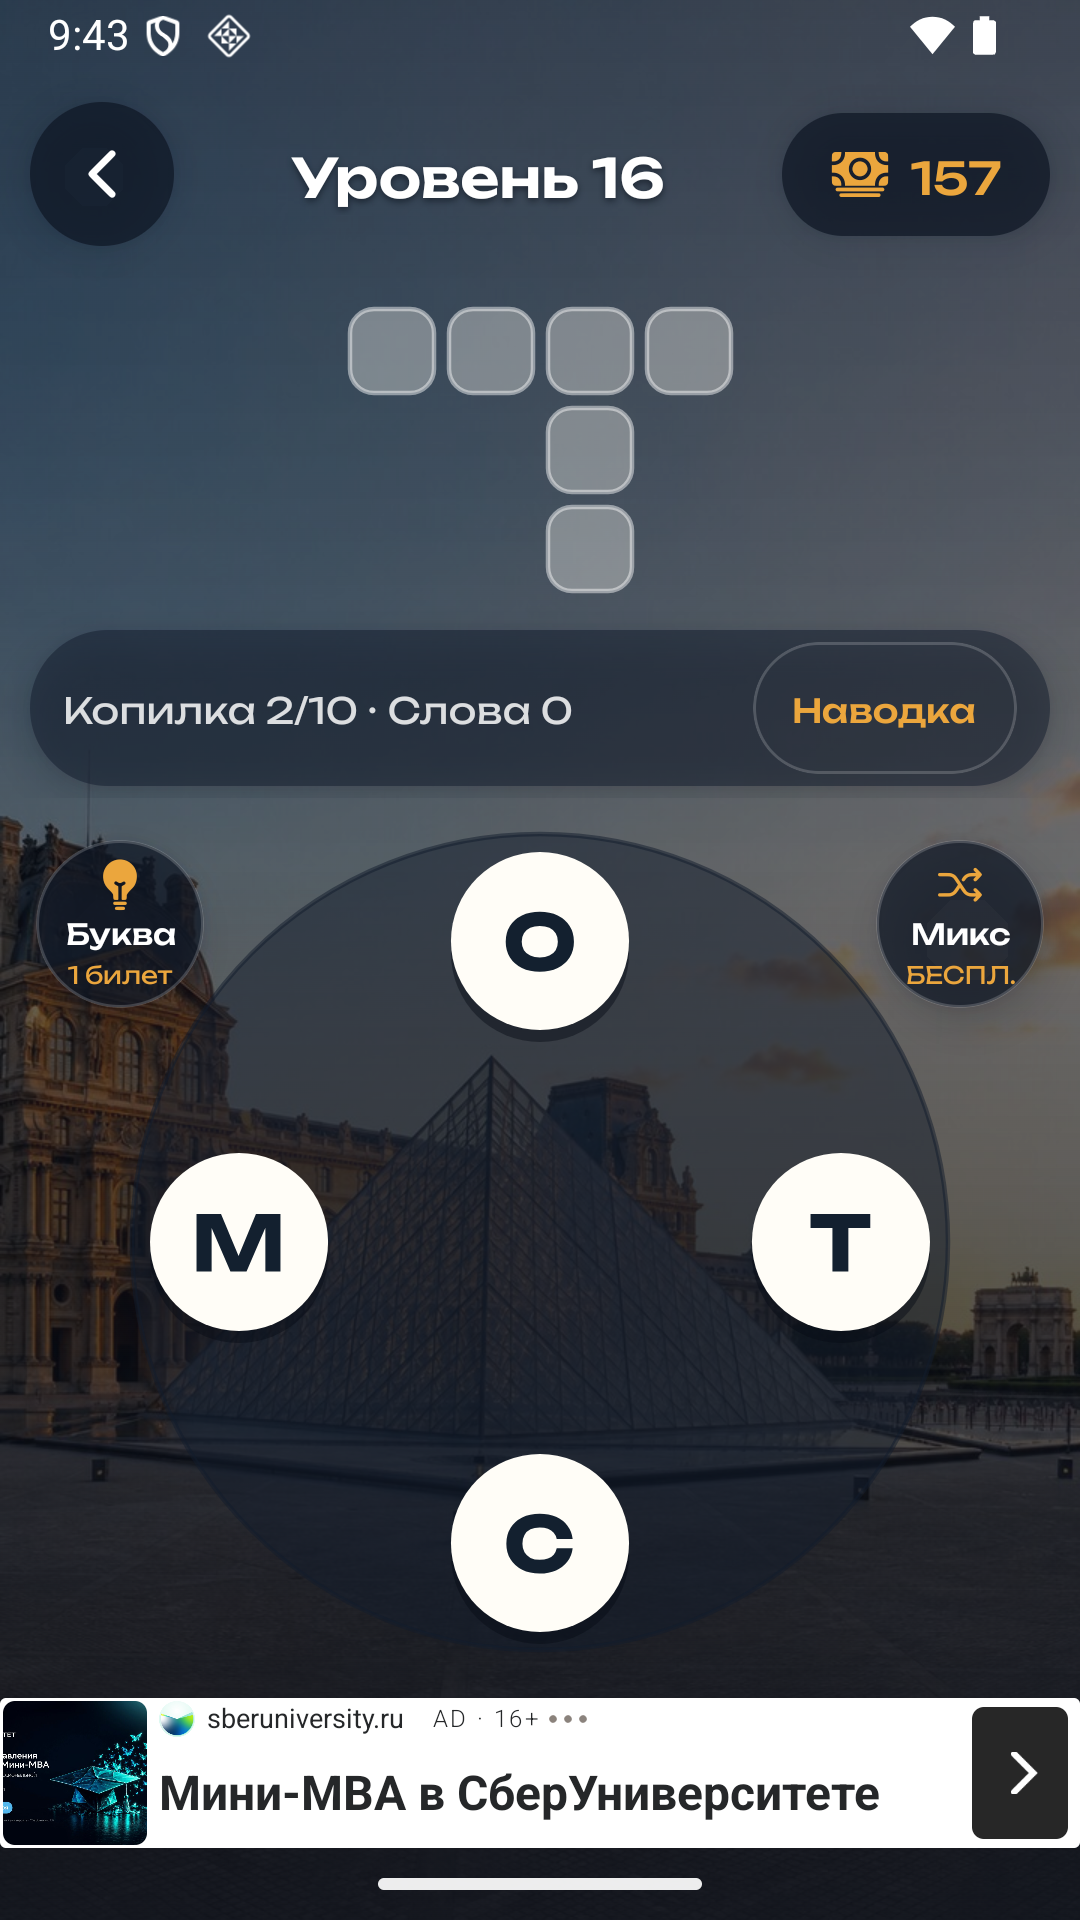 9:43
Уровень 16
157
Копилка 2/10 · Слова 0
Наводка
Буква
1 билет
Микс
БЕСПЛ.
О
М
Т
С
sberuniversity.ru AD · 16+
Мини-МВА в СберУниверситете